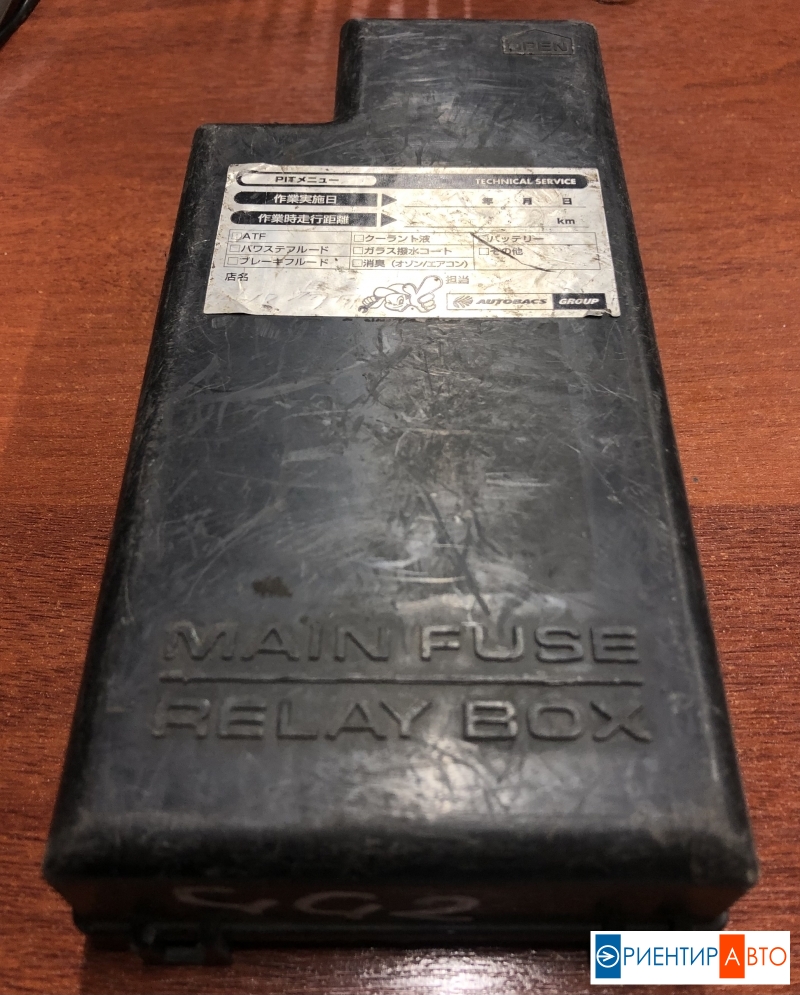 OPEN
PITメニュー TECHNICAL SERVICE
作業実施日 年 月 日
作業時走行距離 km
□ATF □クーラント液 □バッテリー
□パワステフルード □ガラス撥水コート □その他
□ブレーキフルード □消臭(オゾン/エアコン)
店名 担当
AUTOBACS GROUP
MAIN FUSE
RELAY BOX
GG2
ОРИЕНТИР АВТО